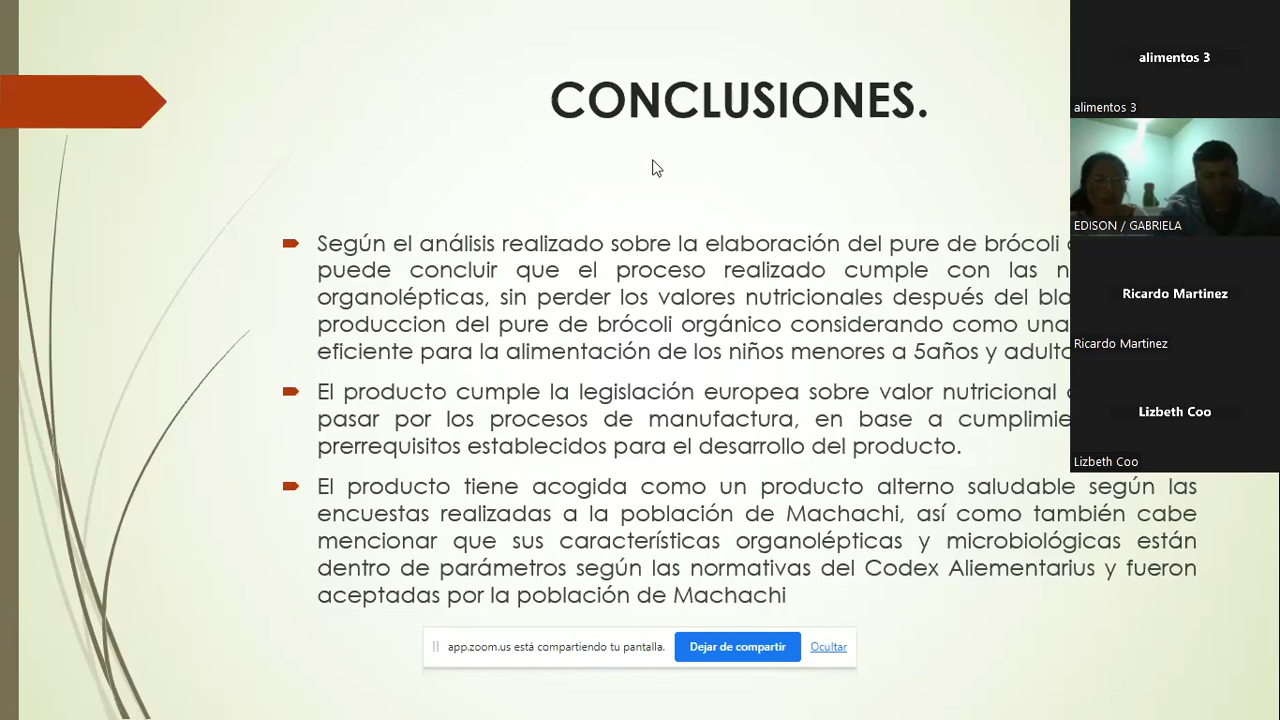 CONCLUSIONES.
Según el análisis realizado sobre la elaboración del pure de brócoli
puede concluir que el proceso realizado cumple con las
organolépticas, sin perder los valores nutricionales después del
produccion del pure de brócoli orgánico considerando como una
eficiente para la alimentación de los niños menores a 5años y
El producto cumple la legislación europea sobre valor nutricional
pasar por los procesos de manufactura, en base a
prerrequisitos establecidos para el desarrollo del producto.
El producto tiene acogida como un producto alterno saludable según las
encuestas realizadas a la población de Machachi, así como también cabe
mencionar que sus características organolépticas y microbiológicas están
dentro de parámetros según las normativas del Codex Aliementarius y fueron
aceptadas por la población de Machachi
app.zoom.us está compartiendo tu pantalla.
Dejar de compartir
Ocultar
alimentos 3
alimentos 3
EDISON / GABRIELA
Ricardo Martinez
Ricardo Martinez
Lizbeth Coo
Lizbeth Coo